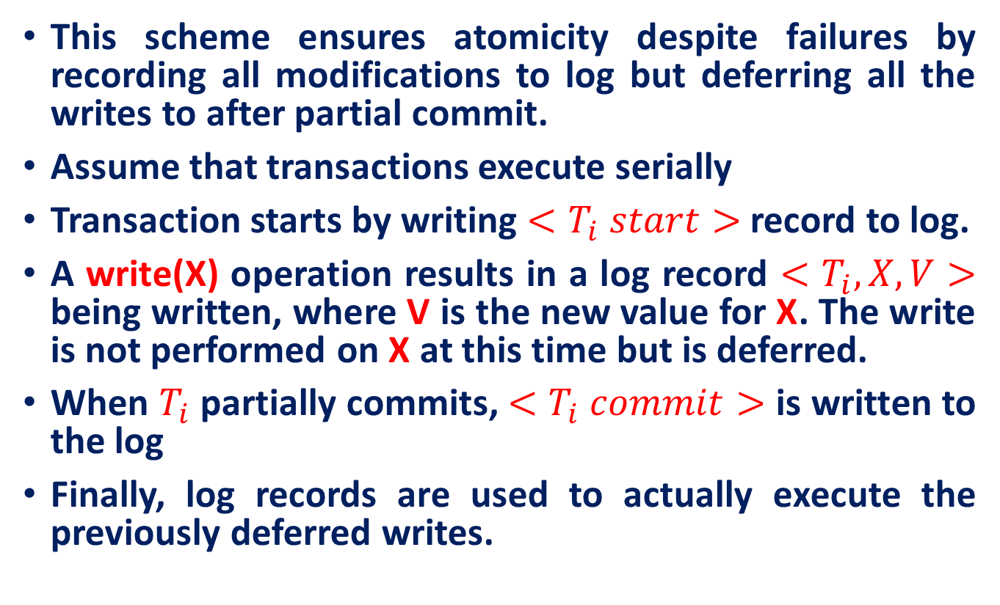 • This scheme ensures atomicity despite failures by
recording all modifications to log but deferring all the
writes to after partial commit.
• Assume that transactions execute serially
• Transaction starts by writing < Tᵢ start > record to log.
• A write(X) operation results in a log record < Tᵢ, X, V >
being written, where V is the new value for X. The write
is not performed on X at this time but is deferred.
• When Tᵢ partially commits, < Tᵢ commit > is written to
the log
• Finally, log records are used to actually execute the
previously deferred writes.